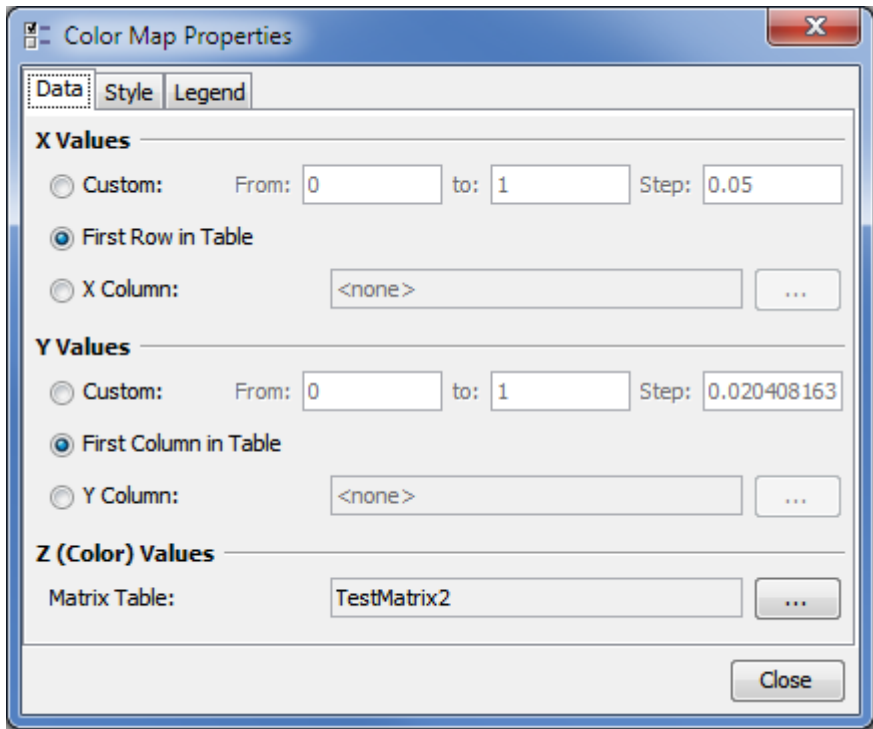 Color Map Properties
Data Style Legend
X Values
Custom: From: 0 to: 1 Step: 0.05
First Row in Table
X Column: <none> ...
Y Values
Custom: From: 0 to: 1 Step: 0.020408163
First Column in Table
Y Column: <none> ...
Z (Color) Values
Matrix Table: TestMatrix2 ...
Close